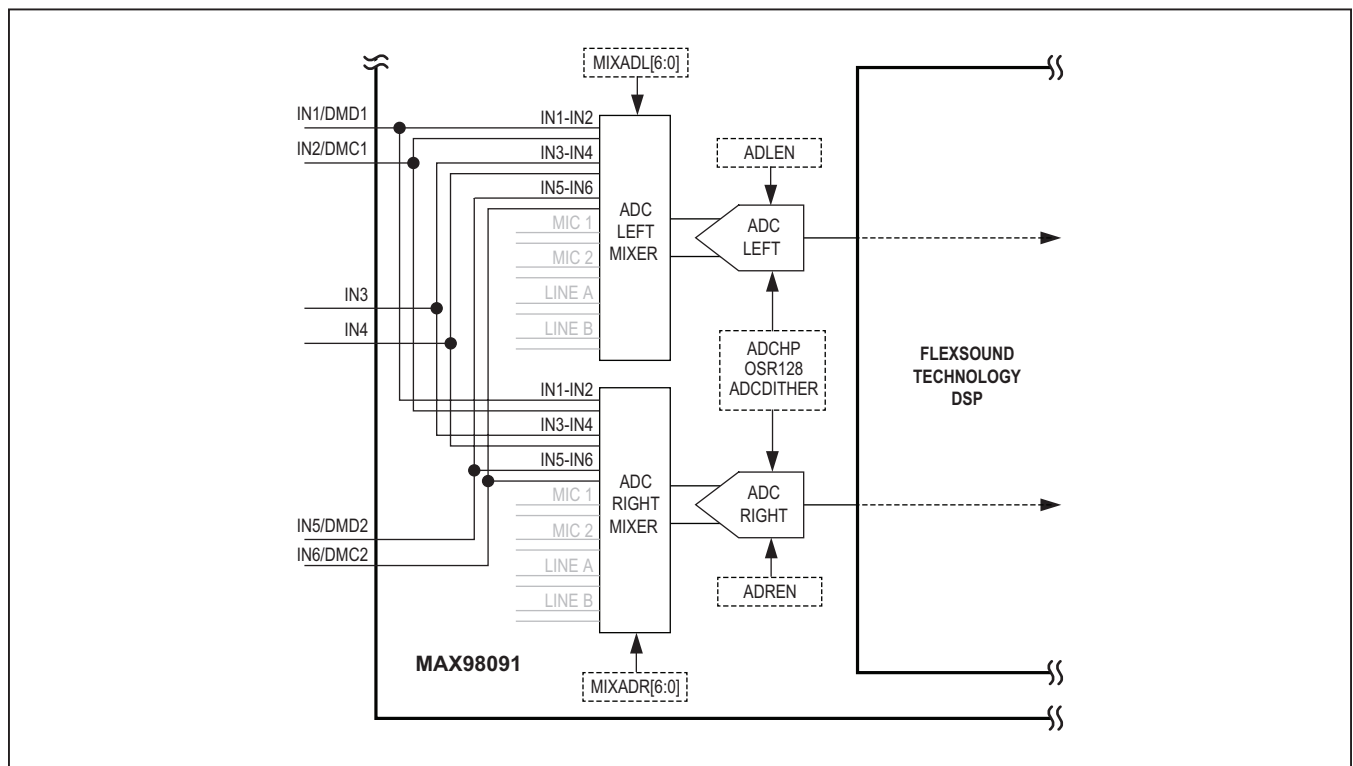 MIXADL[6:0]
IN1/DMD1
IN1-IN2
IN2/DMC1
IN3-IN4
ADLEN
IN5-IN6
ADC
LEFT
MIXER
MIC 1
MIC 2
LINE A
LINE B
ADC
LEFT
IN3
IN4
ADCHP
OSR128
ADCDITHER
FLEXSOUND
TECHNOLOGY
DSP
IN1-IN2
IN3-IN4
IN5-IN6
ADC
RIGHT
MIXER
MIC 1
MIC 2
LINE A
LINE B
ADC
RIGHT
IN5/DMD2
IN6/DMC2
ADREN
MAX98091
MIXADR[6:0]